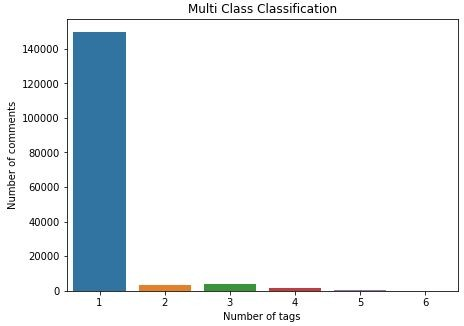 Multi Class Classification
Number of comments
140000
120000
100000
80000
60000
40000
20000
0
1 2 3 4 5 6
Number of tags